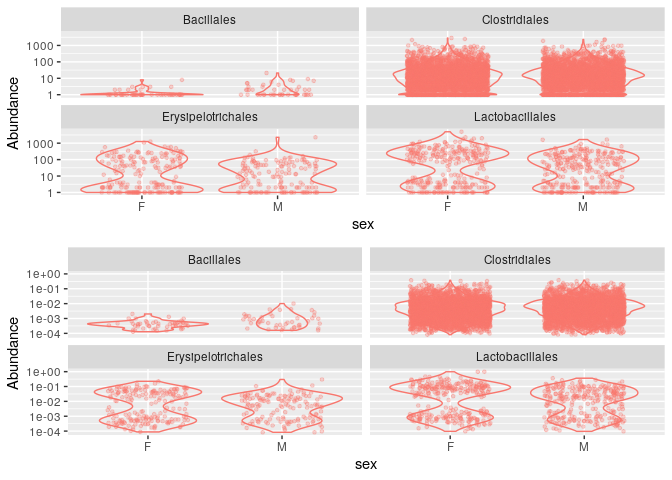 Bacillales Clostridiales
1000
100
10
1
Erysipelotrichales Lactobacillales
1000
100
10
1
Abundance
F M F M
sex
Bacillales Clostridiales
1e+00
1e-01
1e-02
1e-03
1e-04
Erysipelotrichales Lactobacillales
1e+00
1e-01
1e-02
1e-03
1e-04
Abundance
F M F M
sex